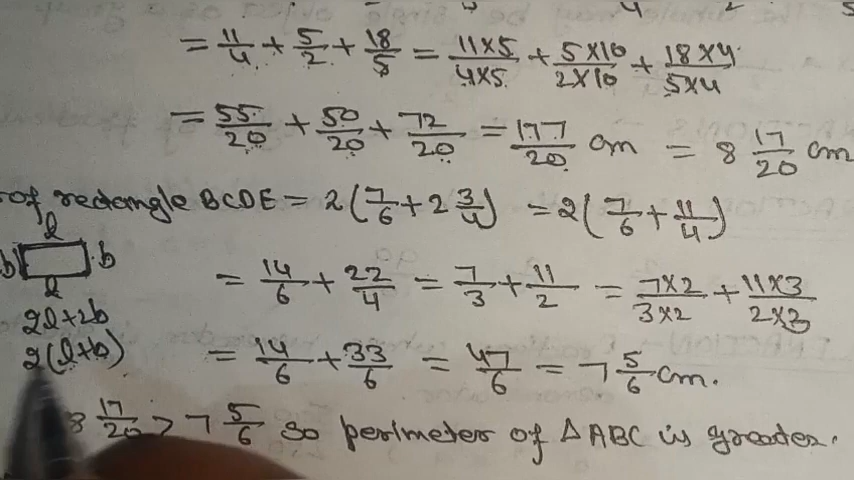 = 11/4 + 5/2 + 18/5 = 11×5/4×5 + 5×10/2×10 + 18×4/5×4
= 55/20 + 50/20 + 72/20 = 177/20 cm = 8 17/20 cm
of rectangle BCDE = 2(7/6 + 2 3/4) = 2(7/6 + 11/4)
l
b b
l
= 14/6 + 22/4 = 7/3 + 11/2 = 7×2/3×2 + 11×3/2×3
2l+2b
2(l+b)
= 14/6 + 33/6 = 47/6 = 7 5/6 cm.
8 17/20 > 7 5/6 so perimeter of △ABC is greater.